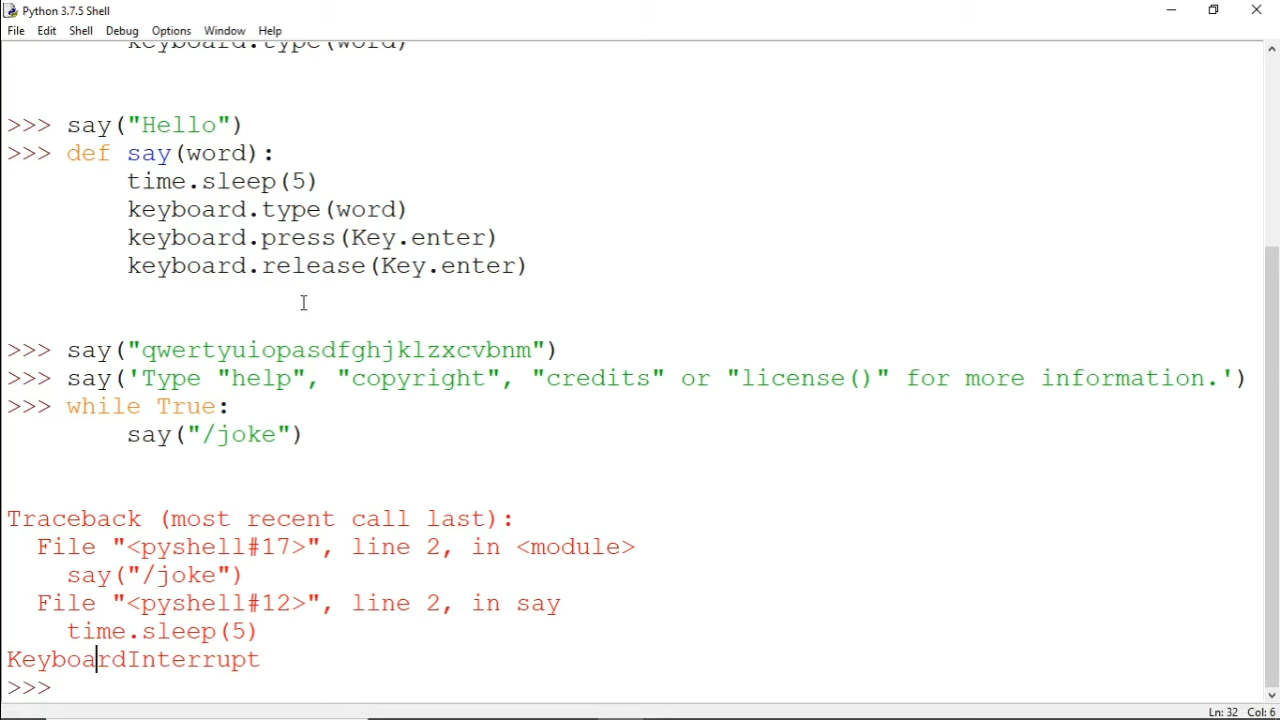 Python 3.7.5 Shell
File Edit Shell Debug Options Window Help
keyboard.type(word)
>>> say("Hello")
>>> def say(word):
time.sleep(5)
keyboard.type(word)
keyboard.press(Key.enter)
keyboard.release(Key.enter)
>>> say("qwertyuiopasdfghjklzxcvbnm")
>>> say('Type "help", "copyright", "credits" or "license()" for more information.')
>>> while True:
say("/joke")
Traceback (most recent call last):
File "<pyshell#17>", line 2, in <module>
say("/joke")
File "<pyshell#12>", line 2, in say
time.sleep(5)
KeyboardInterrupt
>>>
Ln: 32 Col: 6